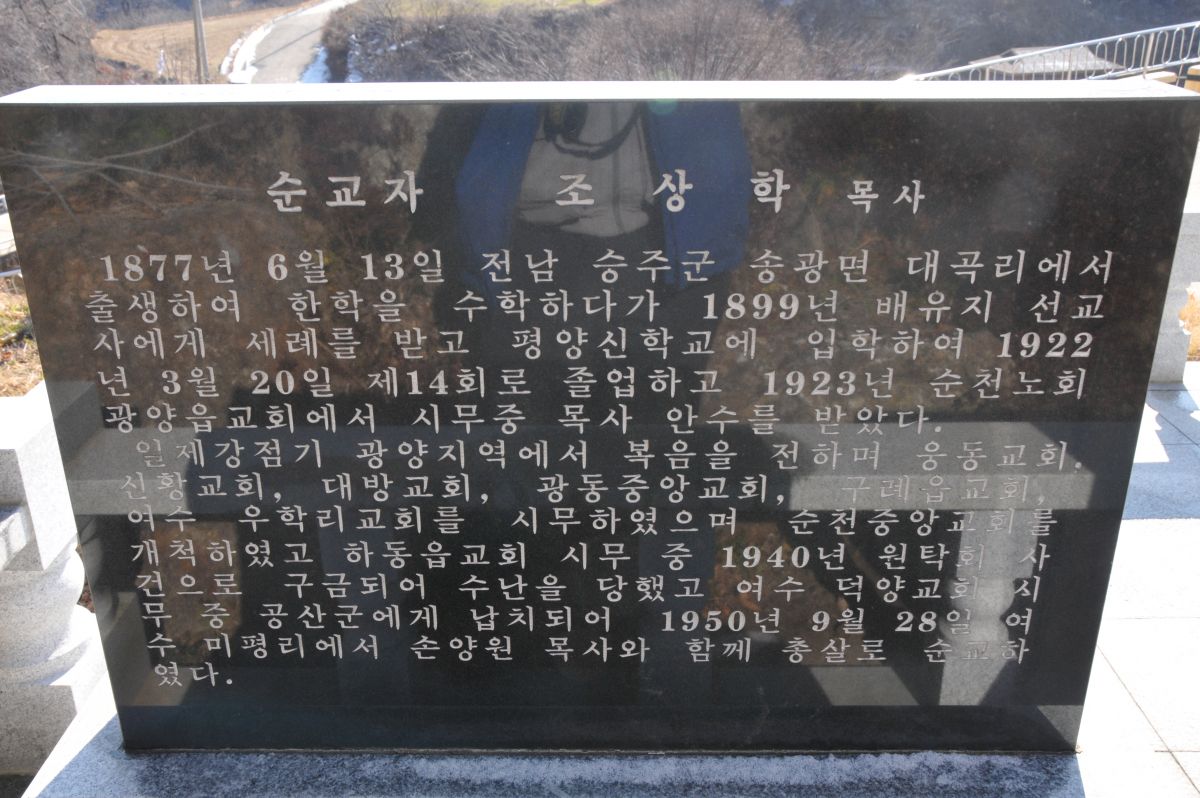 순교자 조 상 학 목사
1877년 6월 13일 전남 승주군 송광면 대곡리에서
출생하여 한학을 수학하다가 1899년 배유지 선교
사에게 세례를 받고 평양신학교에 입학하여 1922
년 3월 20일 제14회로 졸업하고 1923년 순천노회
광양읍교회에서 시무중 목사 안수를 받았다.
일제강점기 광양지역에서 복음을 전하며 웅동교회.
신황교회, 대방교회, 광동중앙교회, 구례읍교회,
여수 우학리교회를 시무하였으며 순천중앙교회를
개척하였고 하동읍교회 시무 중 1940년 원탁회 사
건으로 구금되어 수난을 당했고 여수 덕양교회 시
무 중 공산군에게 납치되어 1950년 9월 28일 여
수 미평리에서 손양원 목사와 함께 총살로 순교하
였다.